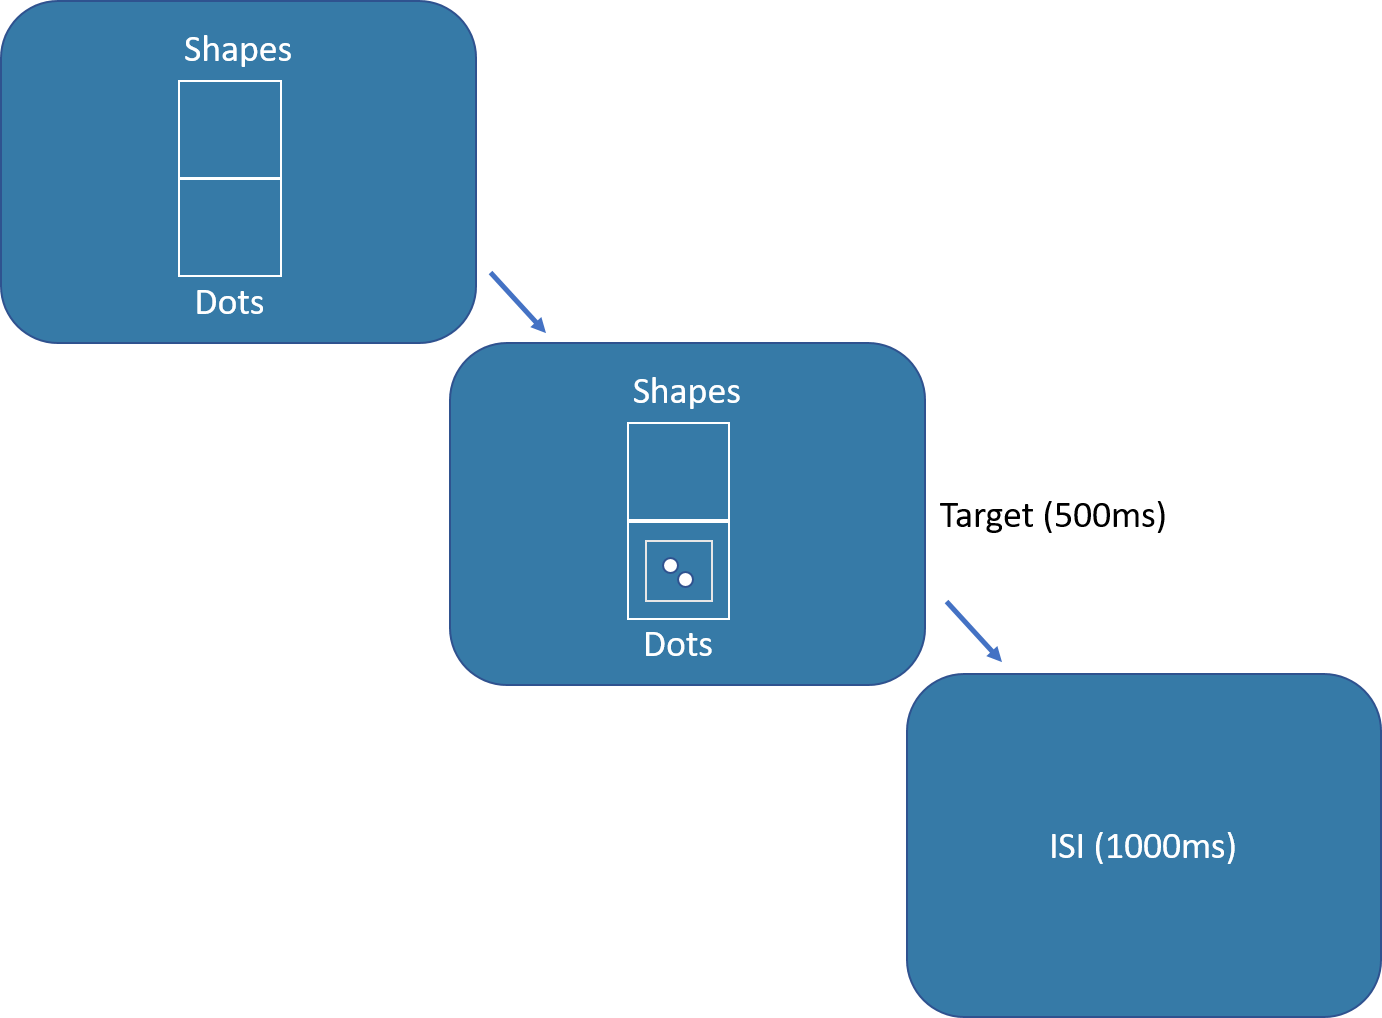 Shapes
Dots
Shapes
Target (500ms)
Dots
ISI (1000ms)